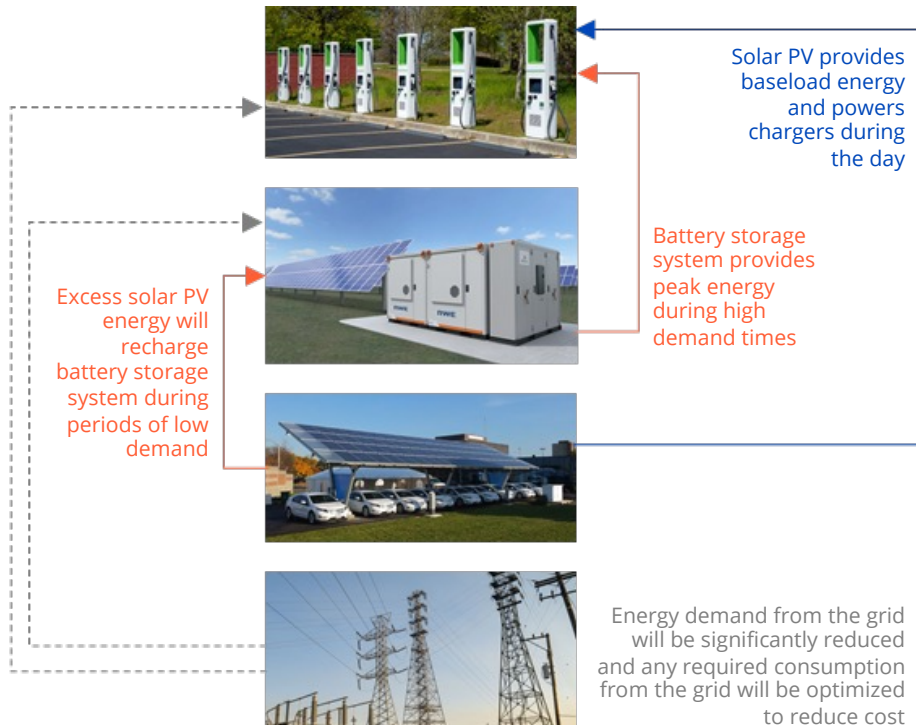 Solar PV provides
baseload energy
and powers
chargers during
the day
Battery storage
system provides
peak energy
during high
demand times
Excess solar PV
energy will
recharge
battery storage
system during
periods of low
demand
RWE
Energy demand from the grid
will be significantly reduced
and any required consumption
from the grid will be optimized
to reduce cost